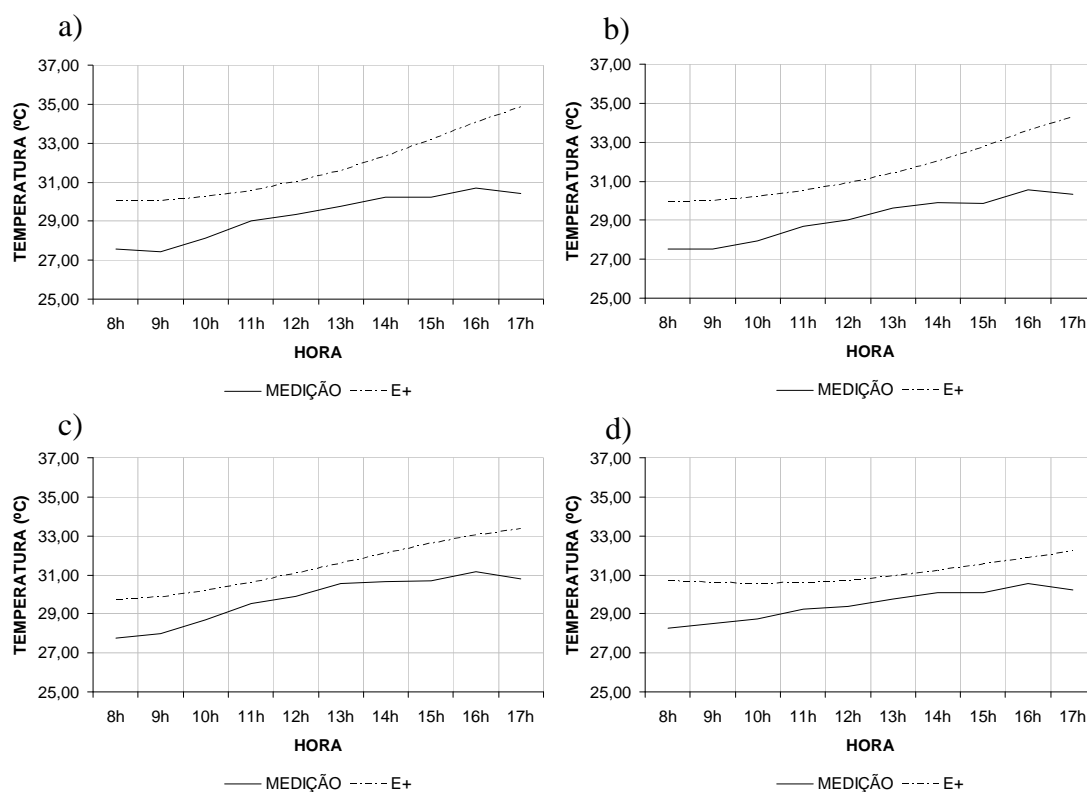 a)
37,00
35,00
33,00
31,00
29,00
27,00
25,00
TEMPERATURA (ºC)
8h 9h 10h 11h 12h 13h 14h 15h 16h 17h
HORA
MEDIÇÃO E+
b)
37,00
35,00
33,00
31,00
29,00
27,00
25,00
TEMPERATURA (ºC)
8h 9h 10h 11h 12h 13h 14h 15h 16h 17h
HORA
MEDIÇÃO E+
c)
37,00
35,00
33,00
31,00
29,00
27,00
25,00
TEMPERATURA (ºC)
8h 9h 10h 11h 12h 13h 14h 15h 16h 17h
HORA
MEDIÇÃO E+
d)
37,00
35,00
33,00
31,00
29,00
27,00
25,00
TEMPERATURA (ºC)
8h 9h 10h 11h 12h 13h 14h 15h 16h 17h
HORA
MEDIÇÃO E+